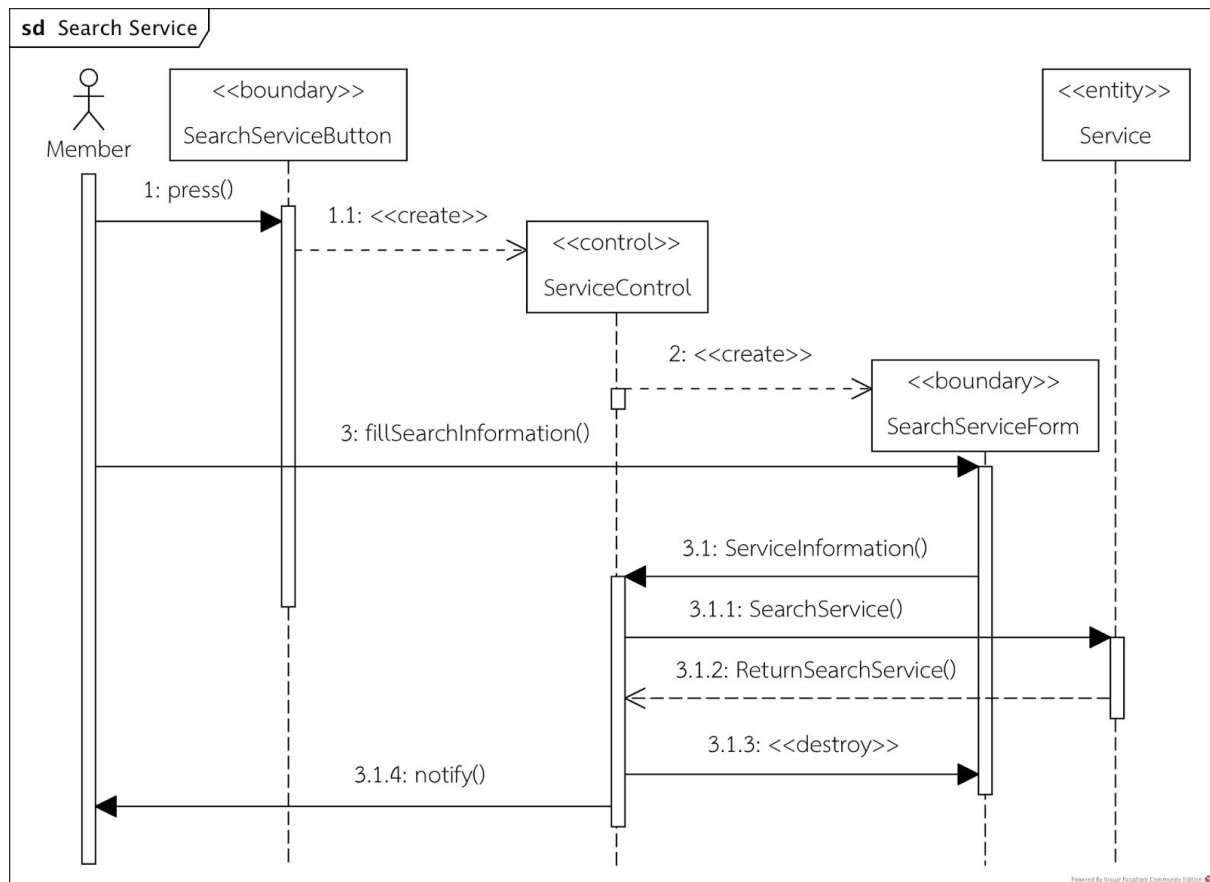 sd Search Service
<<boundary>>
SearchServiceButton
<<entity>>
Service
Member
1: press()
1.1: <<create>>
<<control>>
ServiceControl
2: <<create>>
<<boundary>>
SearchServiceForm
3: fillSearchInformation()
3.1: ServiceInformation()
3.1.1: SearchService()
3.1.2: ReturnSearchService()
3.1.3: <<destroy>>
3.1.4: notify()
Powered By Visual Paradigm Community Edition